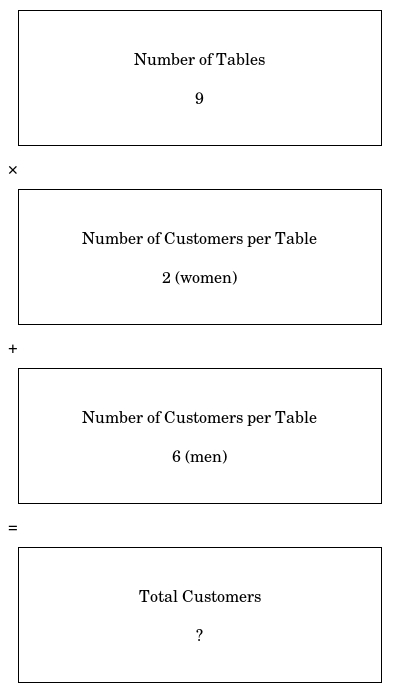 Number of Tables
9
×
Number of Customers per Table
2 (women)
+
Number of Customers per Table
6 (men)
=
Total Customers
?